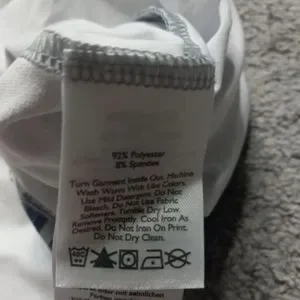 92% Polyester
8% Spandex
Turn Garment Inside Out. Machine
Wash Warm With Like Colors.
Use Mild Detergent. Do Not
Bleach. Do Not Use Fabric
Softeners. Tumble Dry Low.
Remove Promptly. Cool Iron As
Desired. Do Not Iron On Print.
Do Not Dry Clean.